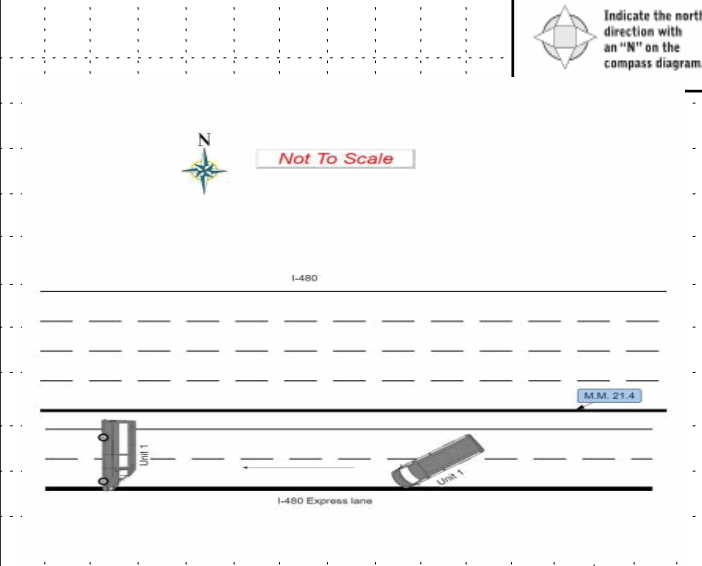 Indicate the north
direction with
an "N" on the
compass diagram.
N
Not To Scale
I-480
M.M. 21.4
Unit 1
Unit 1
I-480 Express lane